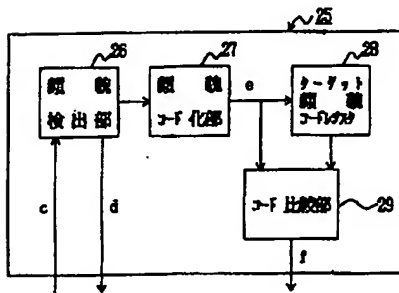 25
26
27
28
顔 貌
検 出 部
顔 貌
コード 化 部
e
ターゲット
顔 貌
コードレジスタ
c
d
コード 比較部
29
f